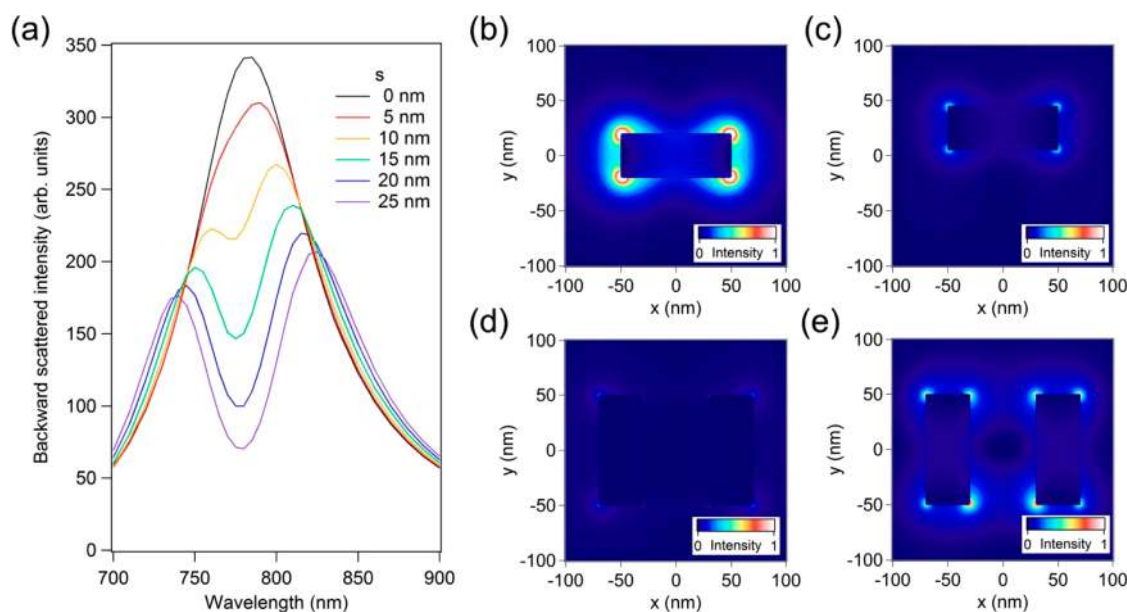 (a)
Backward scattered intensity (arb. units)
350
300
250
200
150
100
50
0
700 750 800 850 900
Wavelength (nm)
s
0 nm
5 nm
10 nm
15 nm
20 nm
25 nm
(b)
y (nm)
100
50
0
-50
-100
-100 -50 0 50 100
x (nm)
0 Intensity 1
(c)
y (nm)
100
50
0
-50
-100
-100 -50 0 50 100
x (nm)
0 Intensity 1
(d)
y (nm)
100
50
0
-50
-100
-100 -50 0 50 100
x (nm)
0 Intensity 1
(e)
y (nm)
100
50
0
-50
-100
-100 -50 0 50 100
x (nm)
0 Intensity 1